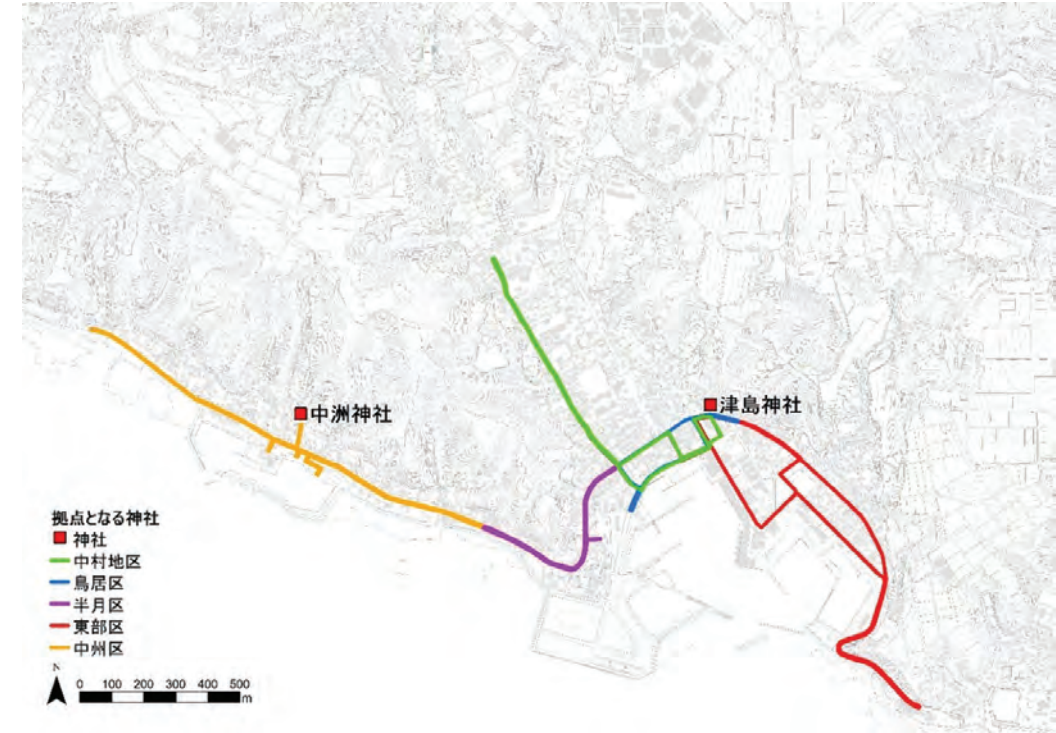 中洲神社
津島神社
拠点となる神社
神社
中村地区
鳥居区
半月区
東部区
中州区
N
0 100 200 300 400 500
m